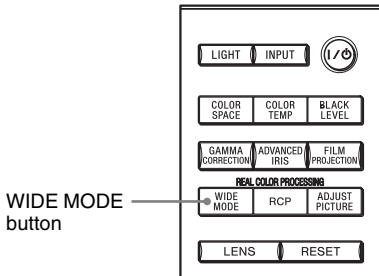 LIGHT INPUT I/⏻
COLOR SPACE COLOR TEMP BLACK LEVEL
GAMMA CORRECTION ADVANCED IRIS FILM PROJECTION
REAL COLOR PROCESSING
WIDE MODE RCP ADJUST PICTURE
WIDE MODE
button
LENS RESET